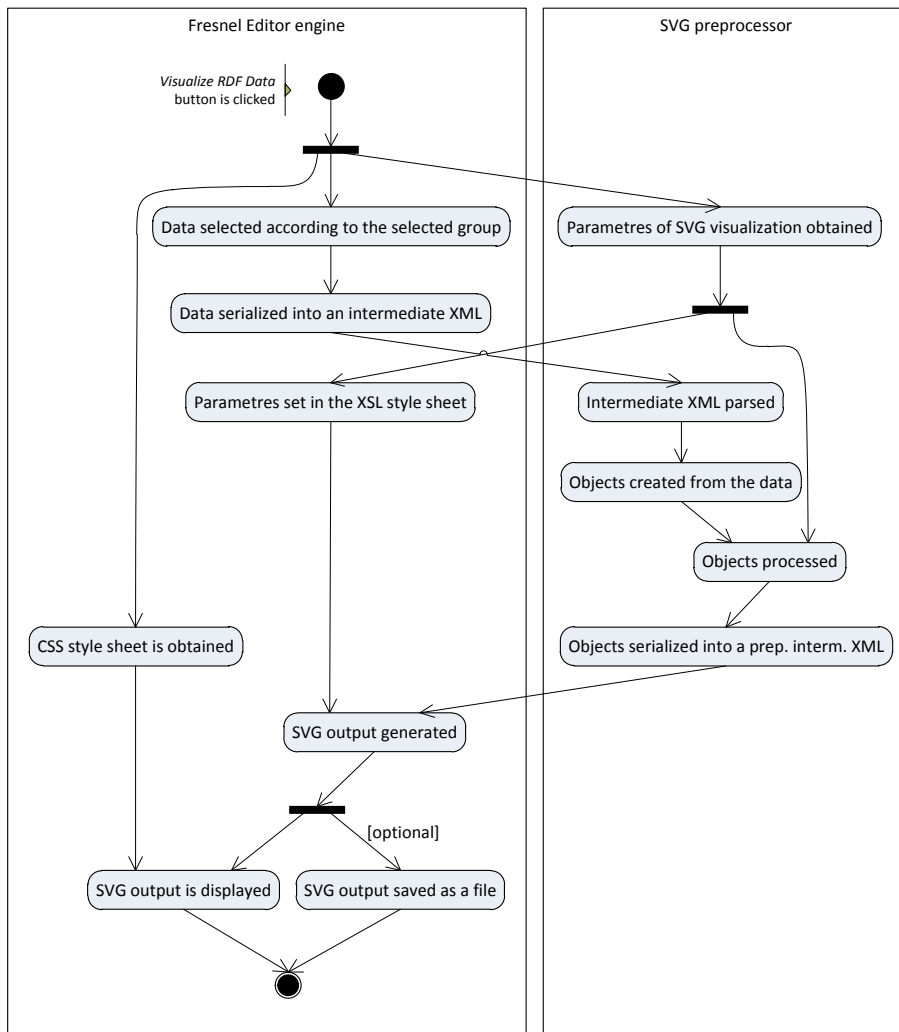 Fresnel Editor engine
SVG preprocessor
Visualize RDF Data
button is clicked
Data selected according to the selected group
Parametres of SVG visualization obtained
Data serialized into an intermediate XML
Parametres set in the XSL style sheet
Intermediate XML parsed
Objects created from the data
Objects processed
CSS style sheet is obtained
Objects serialized into a prep. interm. XML
SVG output generated
[optional]
SVG output is displayed
SVG output saved as a file